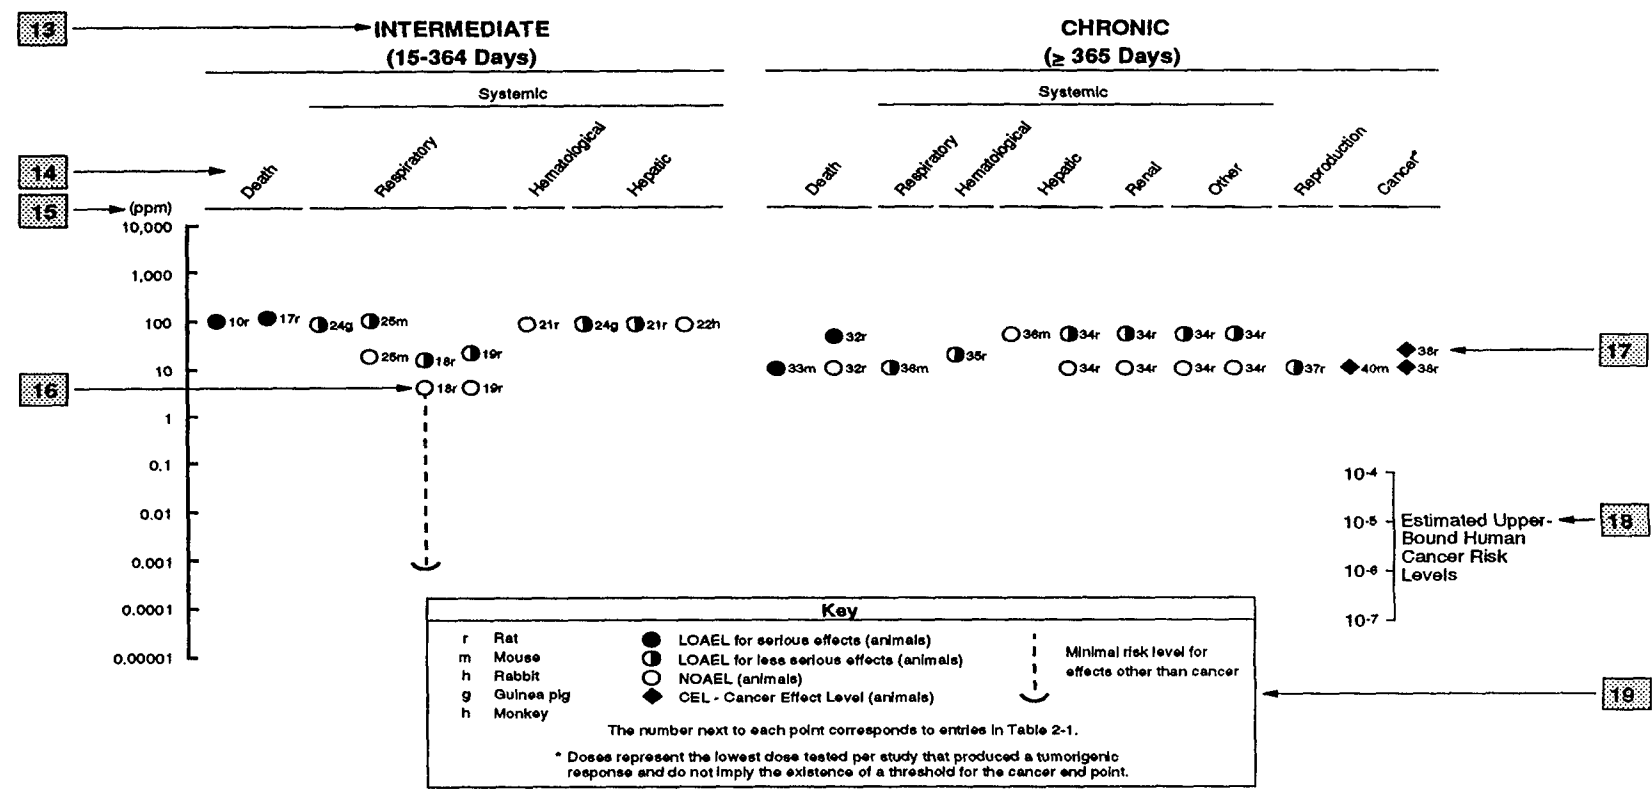 13 INTERMEDIATE CHRONIC
(15-364 Days) (≥ 365 Days)
Systemic Systemic
14 Death Respiratory Hematological Hepatic Death Respiratory Hematological Hepatic Renal Other Reproduction Cancer*
15 (ppm)
10,000
1,000
100 10r 17r 24g 25m 21r 24g 21r 22h 32r 36m 34r 34r 34r 34r
25m 18r 19r 35r 38r 17
10 33m 32r 36m 34r 34r 34r 34r 37r 40m 38r
16 18r 19r
1
0.1 10-4
0.01 10-5 Estimated Upper- 18
Bound Human
0.001 10-6 Cancer Risk
Levels
0.0001 10-7
0.00001
Key
r Rat LOAEL for serious effects (animals)
m Mouse LOAEL for less serious effects (animals) Minimal risk level for
h Rabbit NOAEL (animals) effects other than cancer
g Guinea pig CEL - Cancer Effect Level (animals) 19
h Monkey
The number next to each point corresponds to entries in Table 2-1.
* Doses represent the lowest dose tested per study that produced a tumorigenic
response and do not imply the existence of a threshold for the cancer end point.